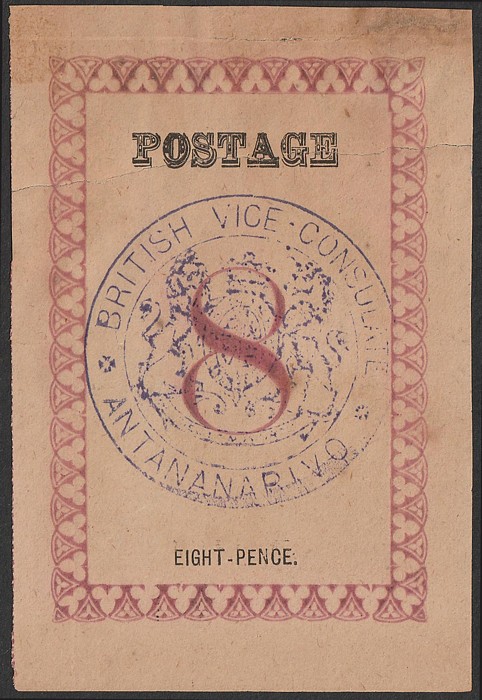 POSTAGE
BRITISH VICE-CONSULATE
8
ANTANANARIVO
EIGHT-PENCE.